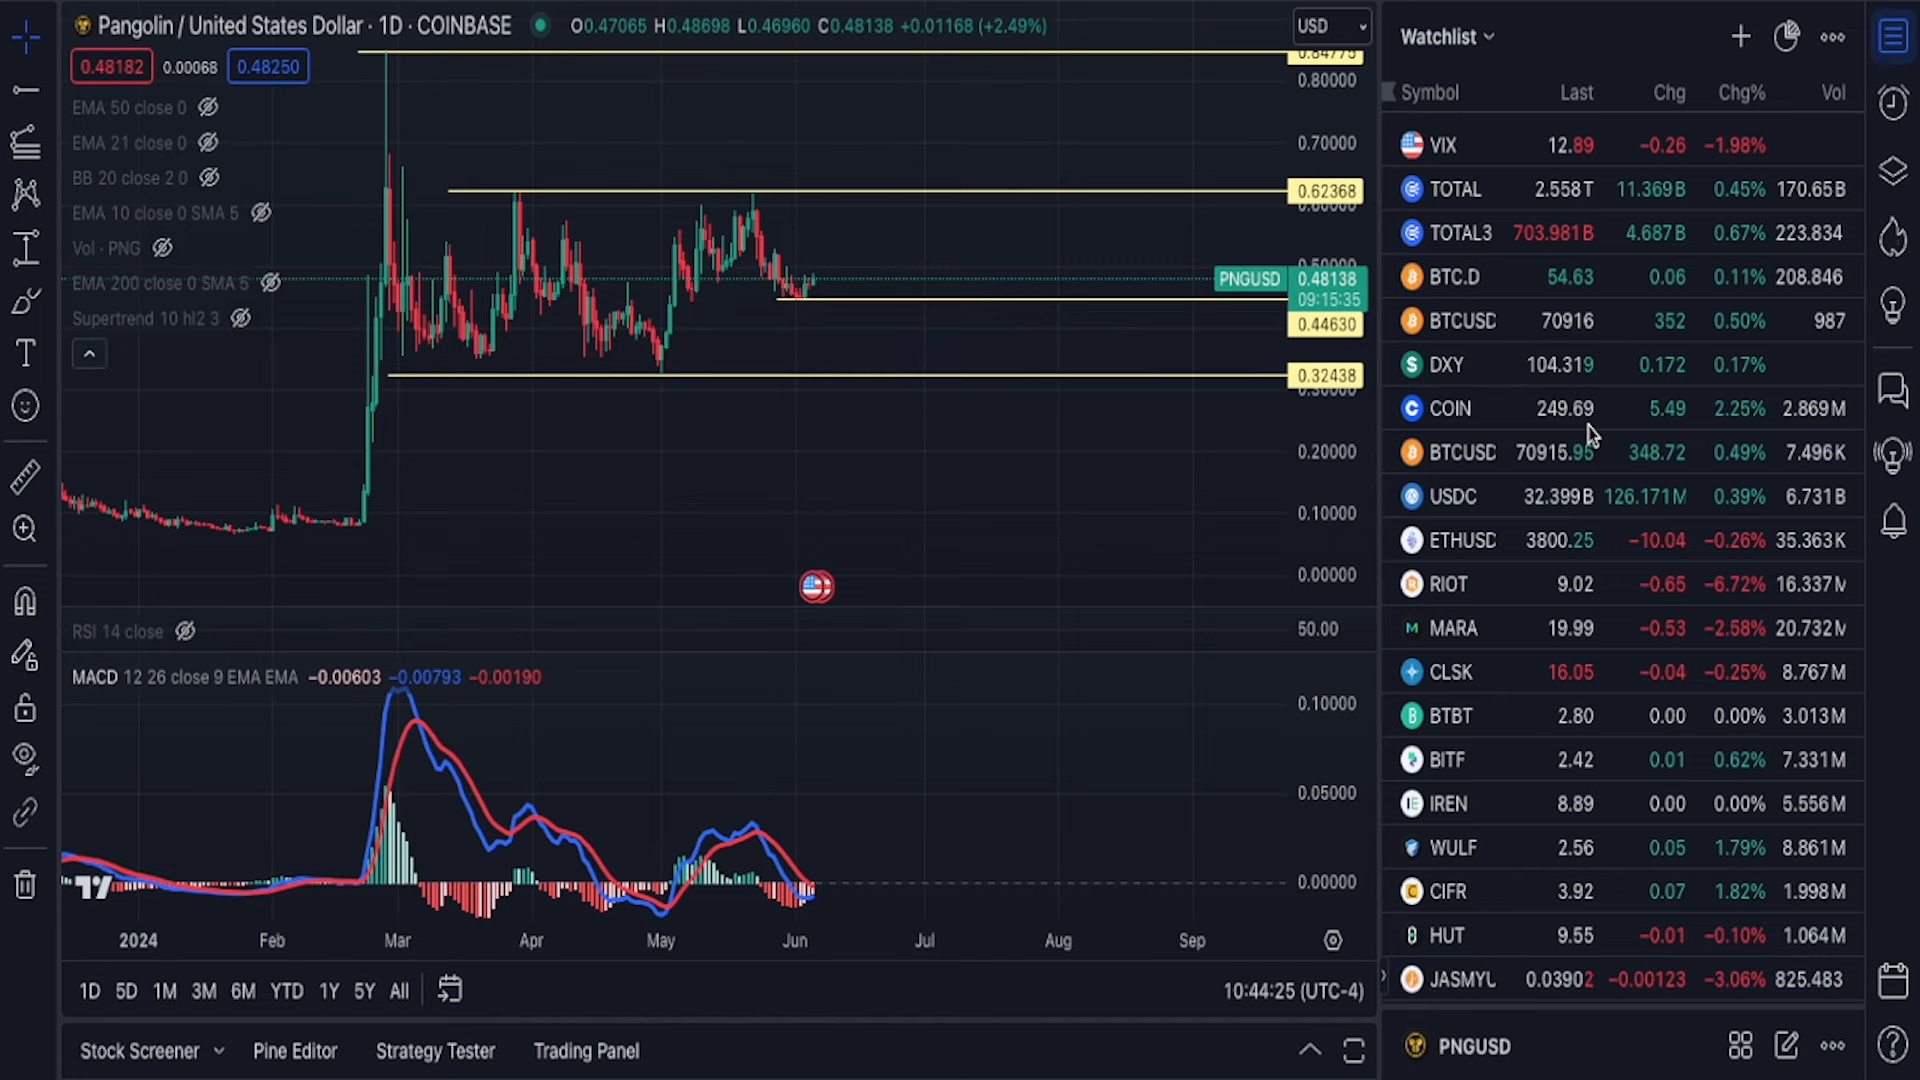 Pangolin / United States Dollar · 1D · COINBASE O0.47065 H0.48698 L0.46960 C0.48138 +0.01168 (+2.49%)
USD
0.48182 0.00068 0.48250
EMA 50 close 0
EMA 21 close 0
BB 20 close 2 0
EMA 10 close 0 SMA 5
Vol · PNG
EMA 200 close 0 SMA 5
Supertrend 10 hl2 3
0.84775
0.80000
0.70000
0.62368
0.60000
0.50000
PNGUSD 0.48138
09:15:35
0.44630
0.32438
0.30000
0.20000
0.10000
0.00000
RSI 14 close
50.00
MACD 12 26 close 9 EMA EMA −0.00603 −0.00793 −0.00190
0.10000
0.05000
0.00000
2024 Feb Mar Apr May Jun Jul Aug Sep
1D 5D 1M 3M 6M YTD 1Y 5Y All
10:44:25 (UTC-4)
Stock Screener Pine Editor Strategy Tester Trading Panel
Watchlist
Symbol Last Chg Chg% Vol
VIX 12.89 −0.26 −1.98%
TOTAL 2.558T 11.369B 0.45% 170.65B
TOTAL3 703.981B 4.687B 0.67% 223.834
BTC.D 54.63 0.06 0.11% 208.846
BTCUSD 70916 352 0.50% 987
DXY 104.319 0.172 0.17%
COIN 249.69 5.49 2.25% 2.869M
BTCUSD 70915.95 348.72 0.49% 7.496K
USDC 32.399B 126.171M 0.39% 6.731B
ETHUSD 3800.25 −10.04 −0.26% 35.363K
RIOT 9.02 −0.65 −6.72% 16.337M
MARA 19.99 −0.53 −2.58% 20.732M
CLSK 16.05 −0.04 −0.25% 8.767M
BTBT 2.80 0.00 0.00% 3.013M
BITF 2.42 0.01 0.62% 7.331M
IREN 8.89 0.00 0.00% 5.556M
WULF 2.56 0.05 1.79% 8.861M
CIFR 3.92 0.07 1.82% 1.998M
HUT 9.55 −0.01 −0.10% 1.064M
JASMYU 0.03902 −0.00123 −3.06% 825.483
PNGUSD